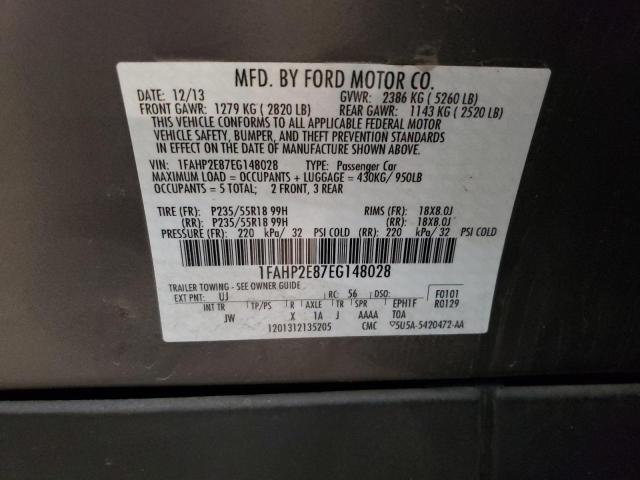 MFD. BY FORD MOTOR CO.
DATE: 12/13 GVWR: 2386 KG ( 5260 LB)
FRONT GAWR: 1279 KG ( 2820 LB) REAR GAWR: 1143 KG ( 2520 LB)
THIS VEHICLE CONFORMS TO ALL APPLICABLE FEDERAL MOTOR
VEHICLE SAFETY, BUMPER, AND THEFT PREVENTION STANDARDS
IN EFFECT ON THE DATE OF MANUFACTURE SHOWN ABOVE.
VIN: 1FAHP2E87EG148028 TYPE: Passenger Car
MAXIMUM LOAD = OCCUPANTS + LUGGAGE = 430KG/ 950LB
OCCUPANTS = 5 TOTAL; 2 FRONT, 3 REAR
TIRE (FR): P235/55R18 99H RIMS (FR): 18X8.0J
(RR): P235/55R18 99H (RR): 18X8.0J
PRESSURE (FR): 220 kPa/ 32 PSI COLD (RR): 220 kPa/ 32 PSI COLD
1FAHP2E87EG148028
TRAILER TOWING - SEE OWNER GUIDE
EXT PNT: UJ RC: 56 DSO: F0101
INT TR TP/PS R AXLE TR SPR EPH1F R0129
JW X 1A J AAAA TOA
1201312135205 CMC 5U5A-5420472-AA